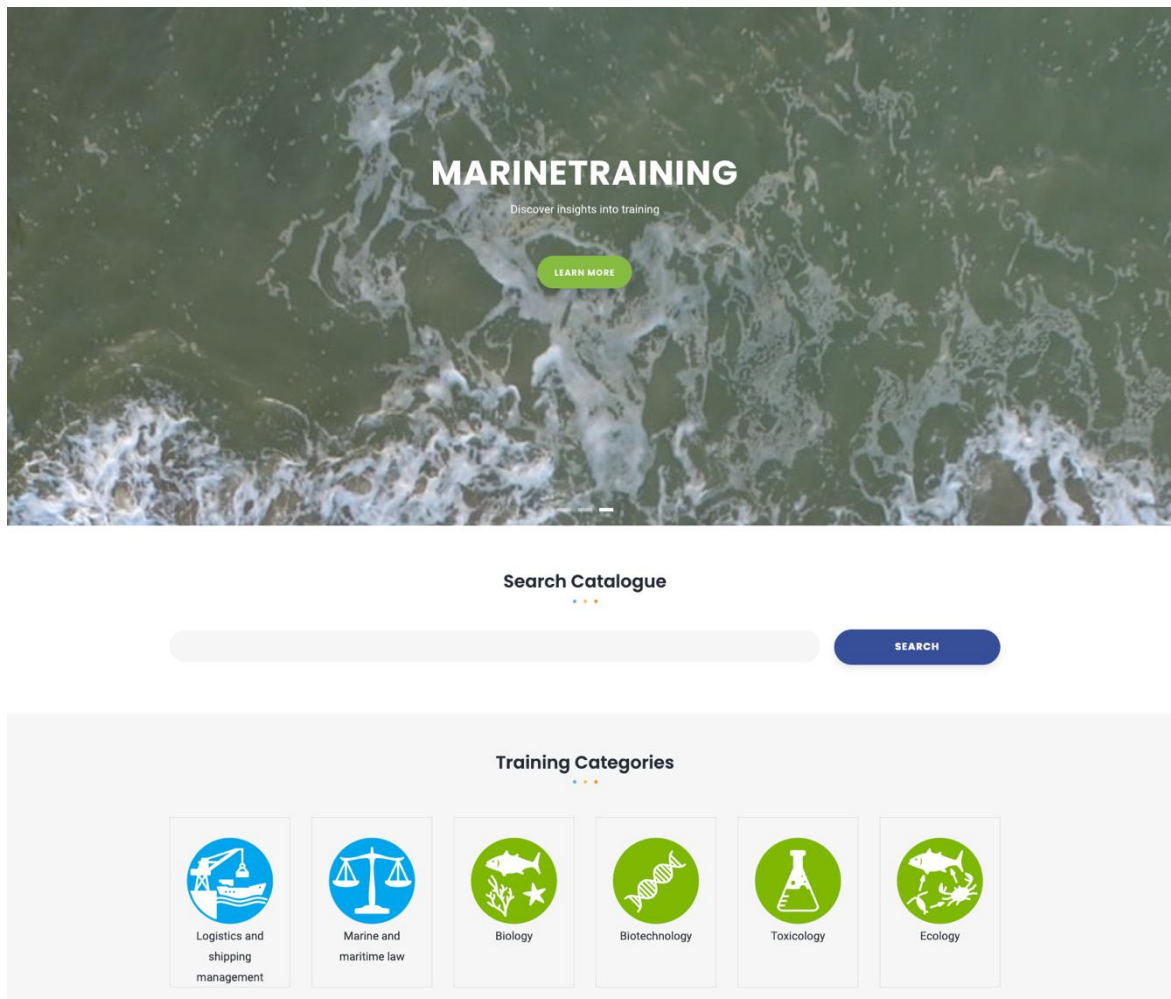 MARINETRAINING
Discover insights into training
LEARN MORE
Search Catalogue
SEARCH
Training Categories
Logistics and
shipping
management
Marine and
maritime law
Biology
Biotechnology
Toxicology
Ecology